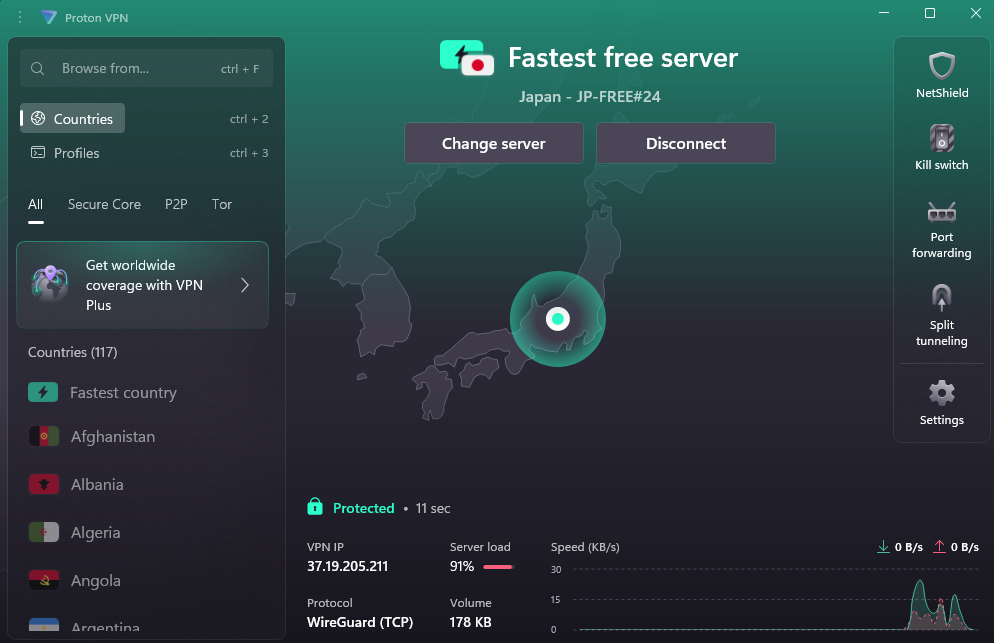 Proton VPN
Browse from...
ctrl + F
Countries
ctrl + 2
Profiles
ctrl + 3
All
Secure Core
P2P
Tor
Get worldwide
coverage with VPN
Plus
Countries (117)
Fastest country
Afghanistan
Albania
Algeria
Angola
Argentina
Fastest free server
Japan - JP-FREE#24
Change server
Disconnect
Protected • 11 sec
VPN IP
37.19.205.211
Server load
91%
Protocol
WireGuard (TCP)
Volume
178 KB
Speed (KB/s)
0 B/s
0 B/s
30
15
0
NetShield
Kill switch
Port
forwarding
Split
tunneling
Settings